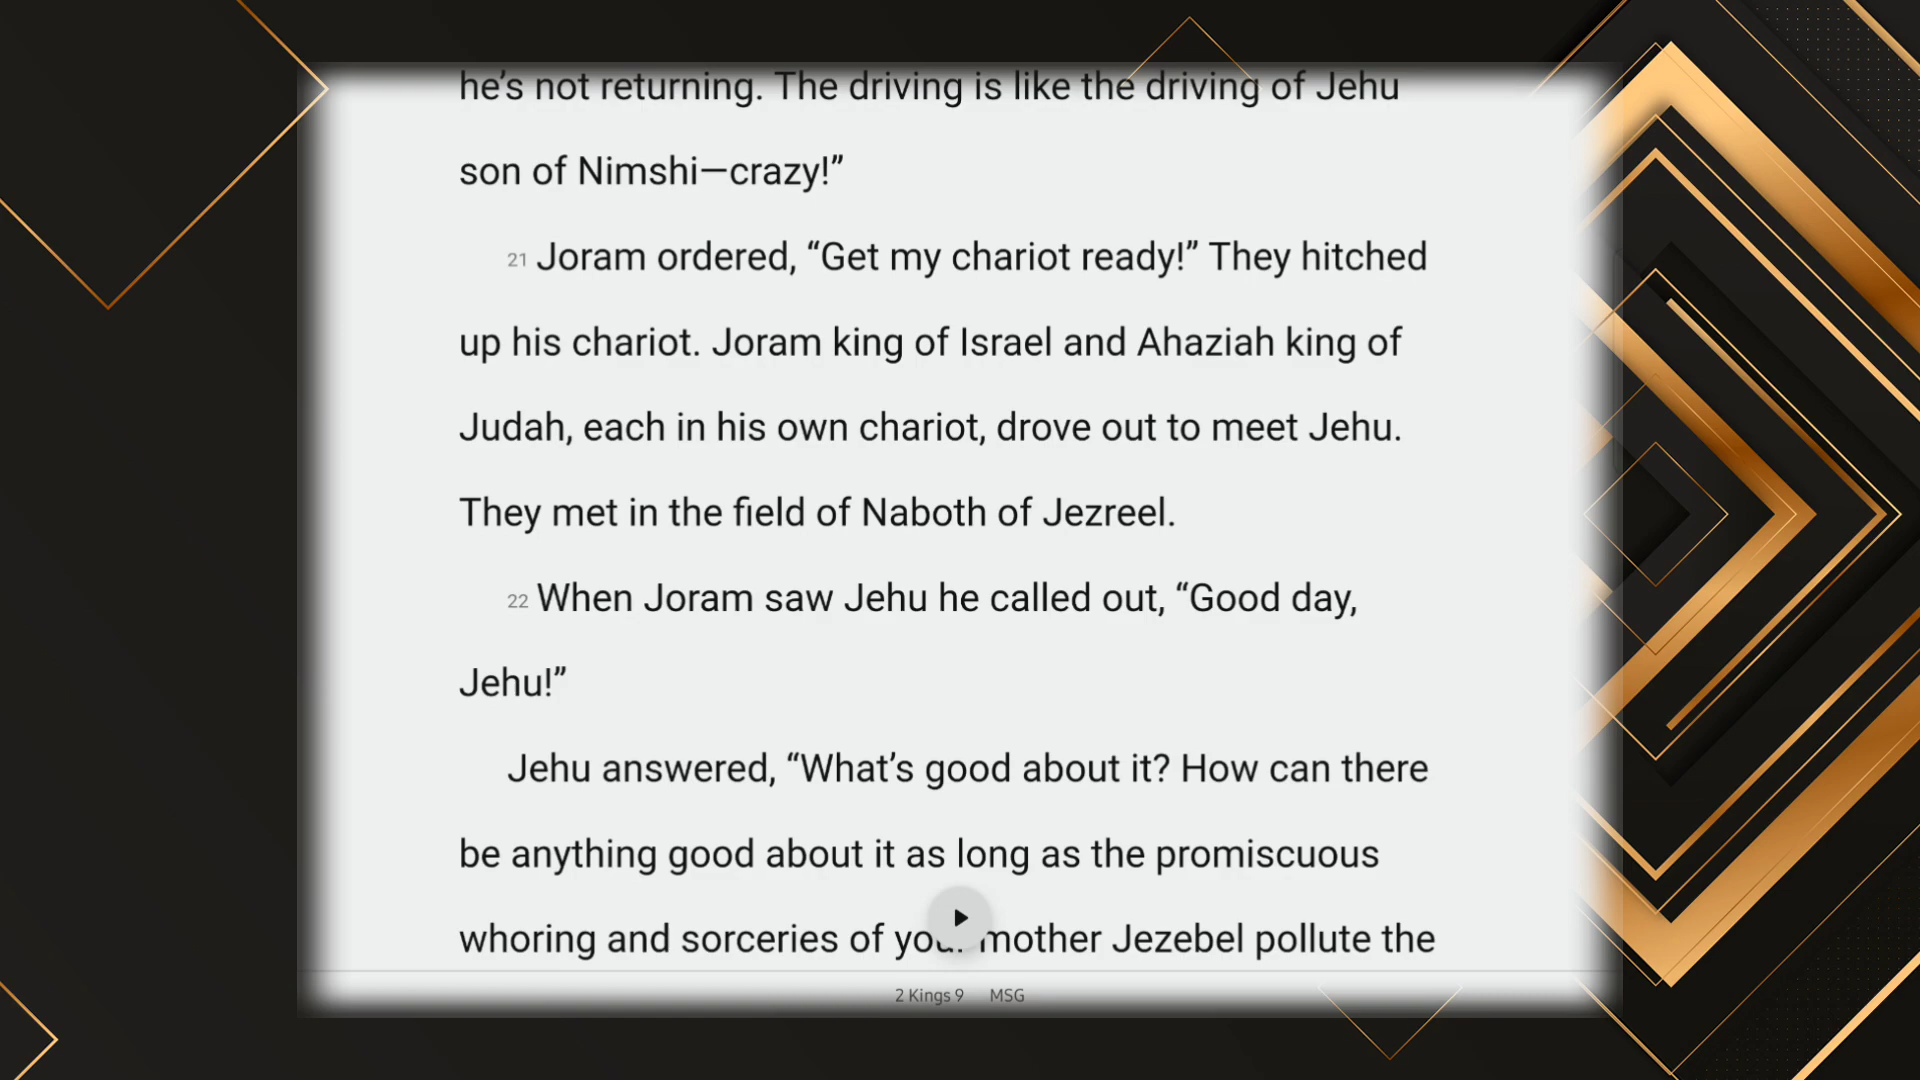 he’s not returning. The driving is like the driving of Jehu
son of Nimshi—crazy!”
21 Joram ordered, “Get my chariot ready!” They hitched
up his chariot. Joram king of Israel and Ahaziah king of
Judah, each in his own chariot, drove out to meet Jehu.
They met in the field of Naboth of Jezreel.
22 When Joram saw Jehu he called out, “Good day,
Jehu!”
Jehu answered, “What’s good about it? How can there
be anything good about it as long as the promiscuous
whoring and sorceries of your mother Jezebel pollute the
2 Kings 9 MSG